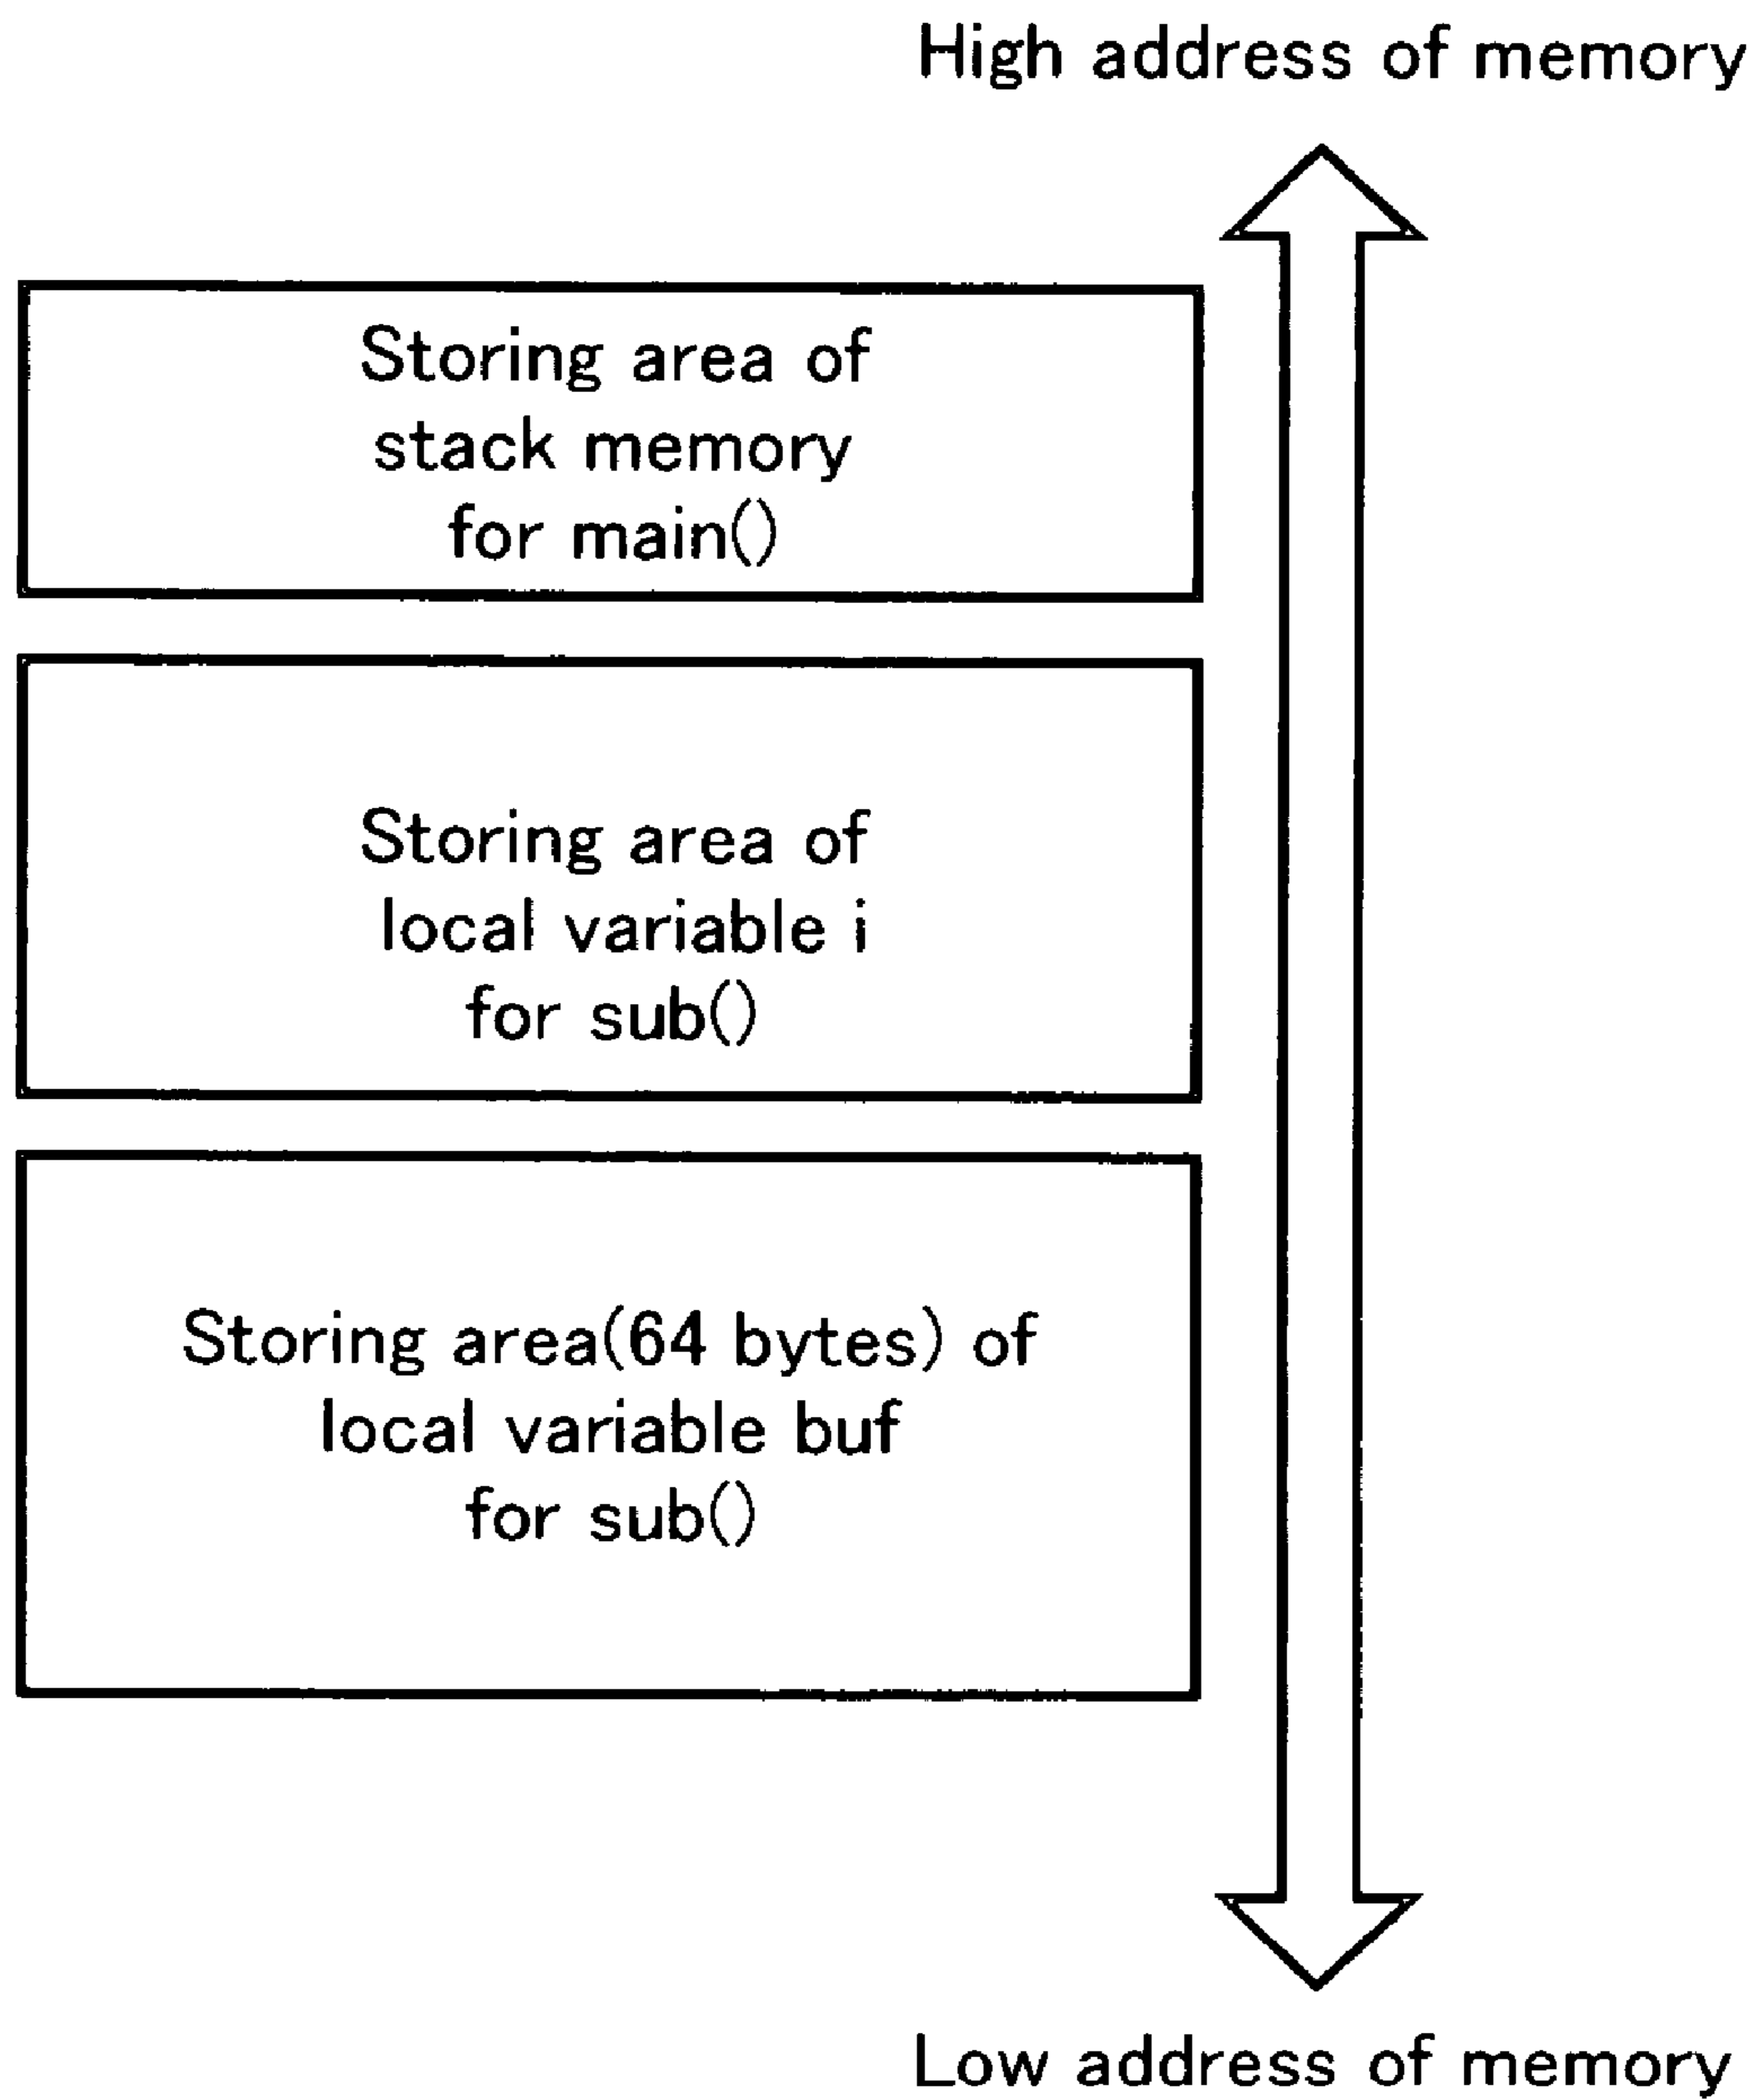 High address of memory
Storing area of
stack memory
for main()
Storing area of
local variable i
for sub()
Storing area(64 bytes) of
local variable buf
for sub()
Low address of memory